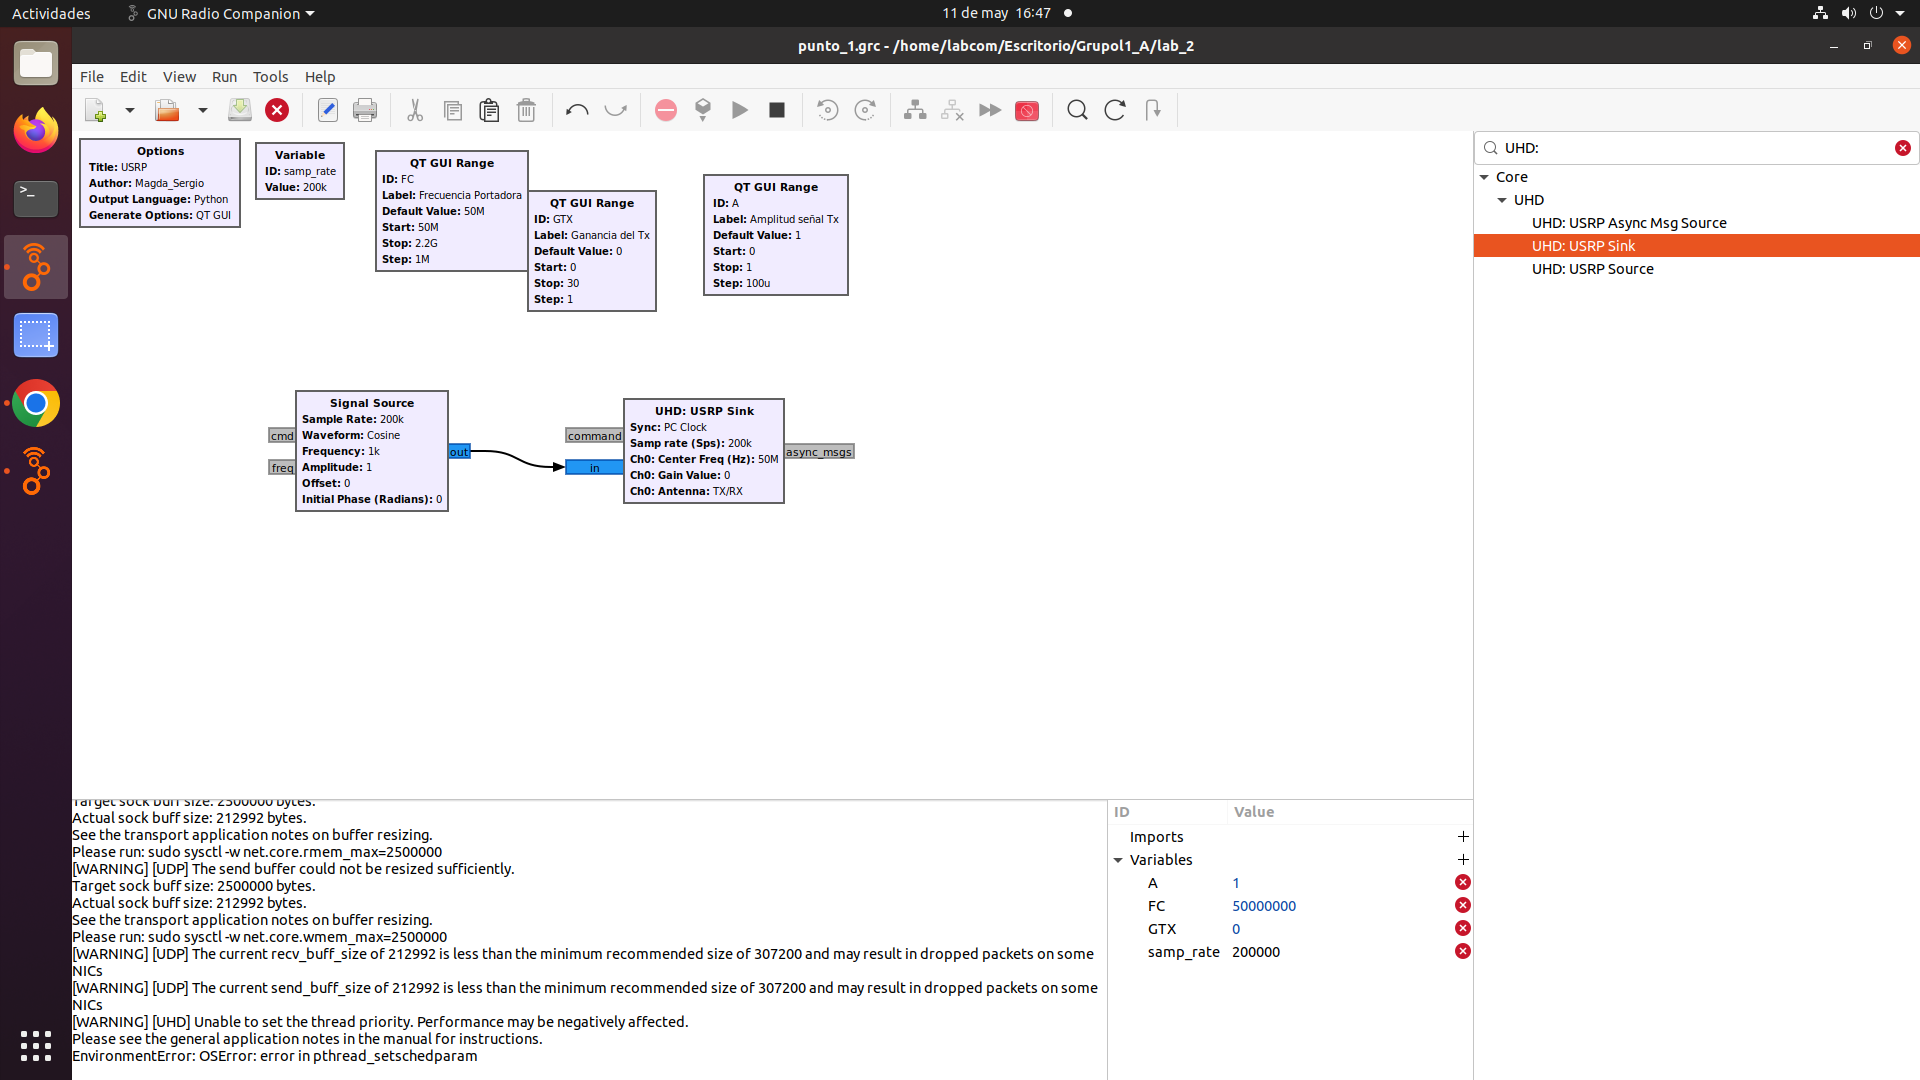 Actividades
GNU Radio Companion
11 de may 16:47
punto_1.grc - /home/labcom/Escritorio/Grupol1_A/lab_2
File Edit View Run Tools Help
Options
Title: USRP
Author: Magda_Sergio
Output Language: Python
Generate Options: QT GUI
Variable
ID: samp_rate
Value: 200k
QT GUI Range
ID: FC
Label: Frecuencia Portadora
Default Value: 50M
Start: 50M
Stop: 2.2G
Step: 1M
QT GUI Range
ID: GTX
Label: Ganancia del Tx
Default Value: 0
Start: 0
Stop: 30
Step: 1
QT GUI Range
ID: A
Label: Amplitud señal Tx
Default Value: 1
Start: 0
Stop: 1
Step: 100u
Signal Source
Sample Rate: 200k
Waveform: Cosine
Frequency: 1k
Amplitude: 1
Offset: 0
Initial Phase (Radians): 0
cmd
freq
out
UHD: USRP Sink
Sync: PC Clock
Samp rate (Sps): 200k
Ch0: Center Freq (Hz): 50M
Ch0: Gain Value: 0
Ch0: Antenna: TX/RX
command
in
async_msgs
UHD:
Core
UHD
UHD: USRP Async Msg Source
UHD: USRP Sink
UHD: USRP Source
Target sock buff size: 2500000 bytes.
Actual sock buff size: 212992 bytes.
See the transport application notes on buffer resizing.
Please run: sudo sysctl -w net.core.rmem_max=2500000
[WARNING] [UDP] The send buffer could not be resized sufficiently.
Target sock buff size: 2500000 bytes.
Actual sock buff size: 212992 bytes.
See the transport application notes on buffer resizing.
Please run: sudo sysctl -w net.core.wmem_max=2500000
[WARNING] [UDP] The current recv_buff_size of 212992 is less than the minimum recommended size of 307200 and may result in dropped packets on some
NICs
[WARNING] [UDP] The current send_buff_size of 212992 is less than the minimum recommended size of 307200 and may result in dropped packets on some
NICs
[WARNING] [UHD] Unable to set the thread priority. Performance may be negatively affected.
Please see the general application notes in the manual for instructions.
EnvironmentError: OSError: error in pthread_setschedparam
ID Value
Imports
Variables
A 1
FC 50000000
GTX 0
samp_rate 200000